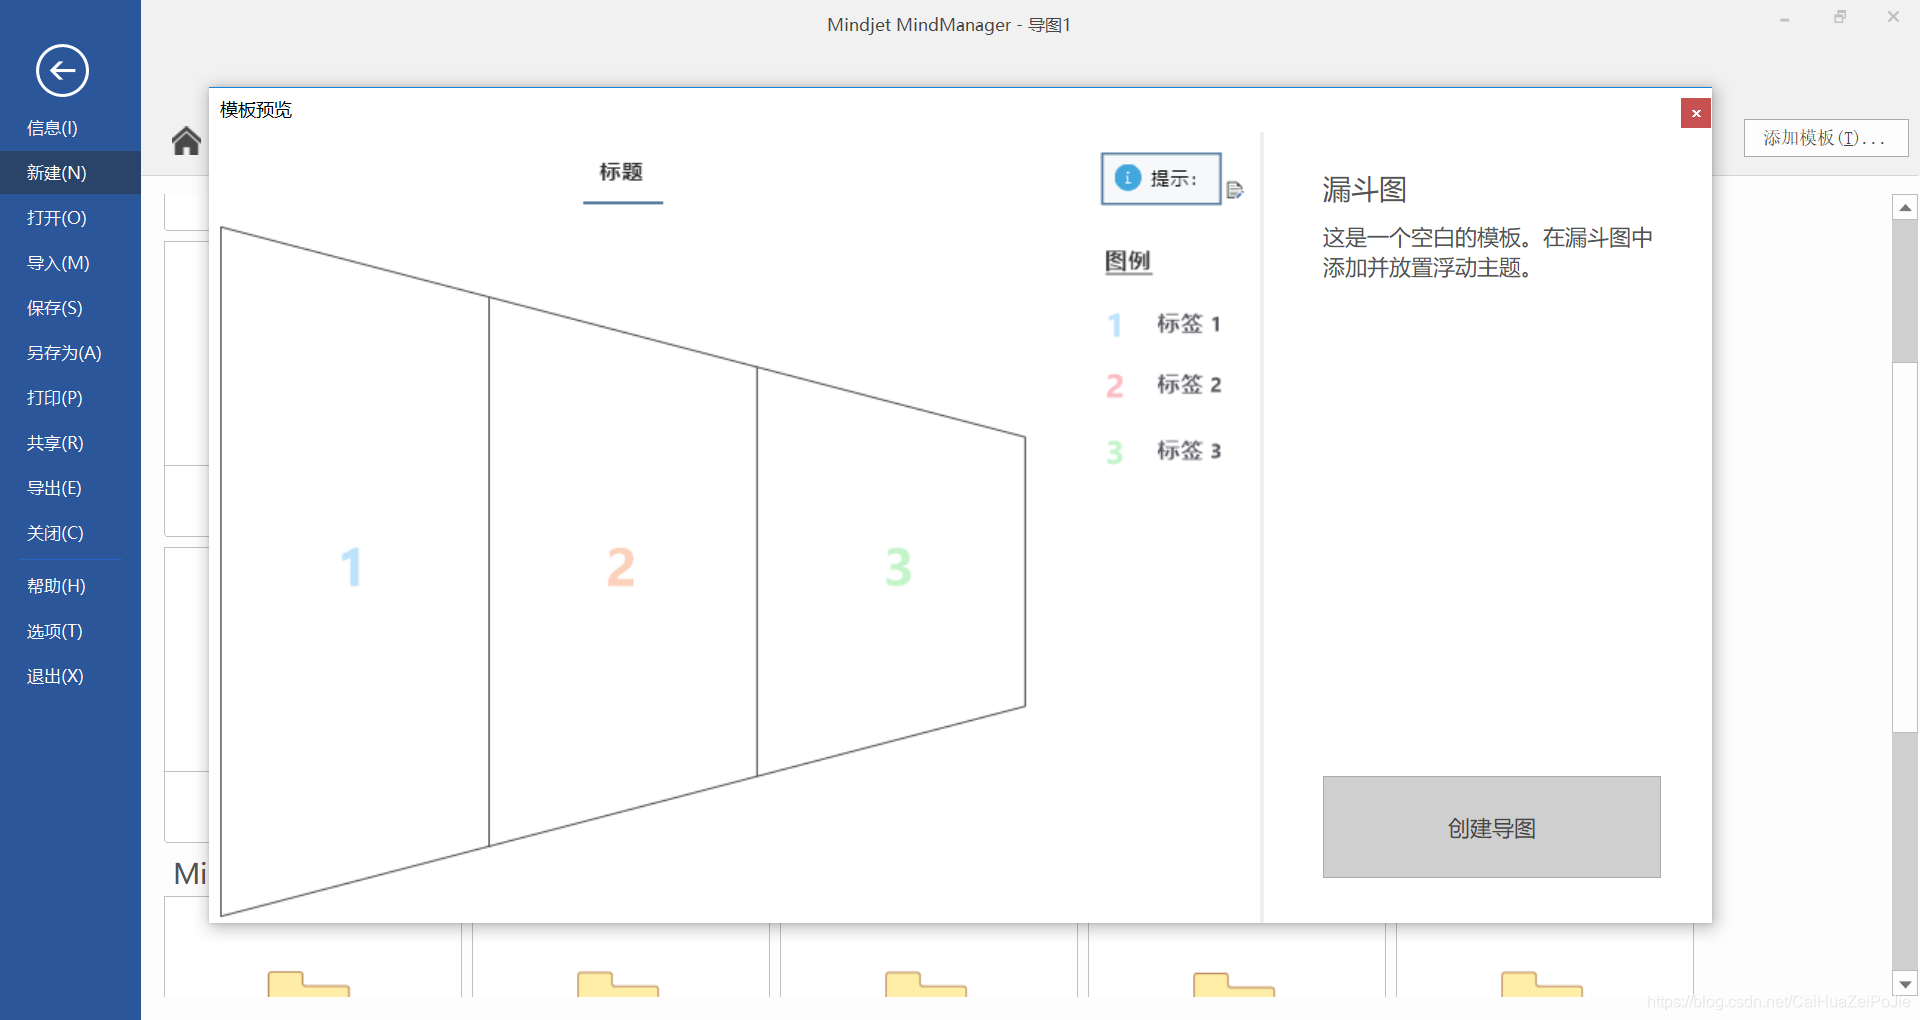 Mindjet MindManager - 导图1
信息(I)
新建(N)
打开(O)
导入(M)
保存(S)
另存为(A)
打印(P)
共享(R)
导出(E)
关闭(C)
帮助(H)
选项(T)
退出(X)
添加模板(T)...
模板预览
标题
1
2
3
提示:
图例
1 标签 1
2 标签 2
3 标签 3
漏斗图
这是一个空白的模板。在漏斗图中
添加并放置浮动主题。
创建导图
Mi
https://blog.csdn.net/CaiHuaZeiPoJie